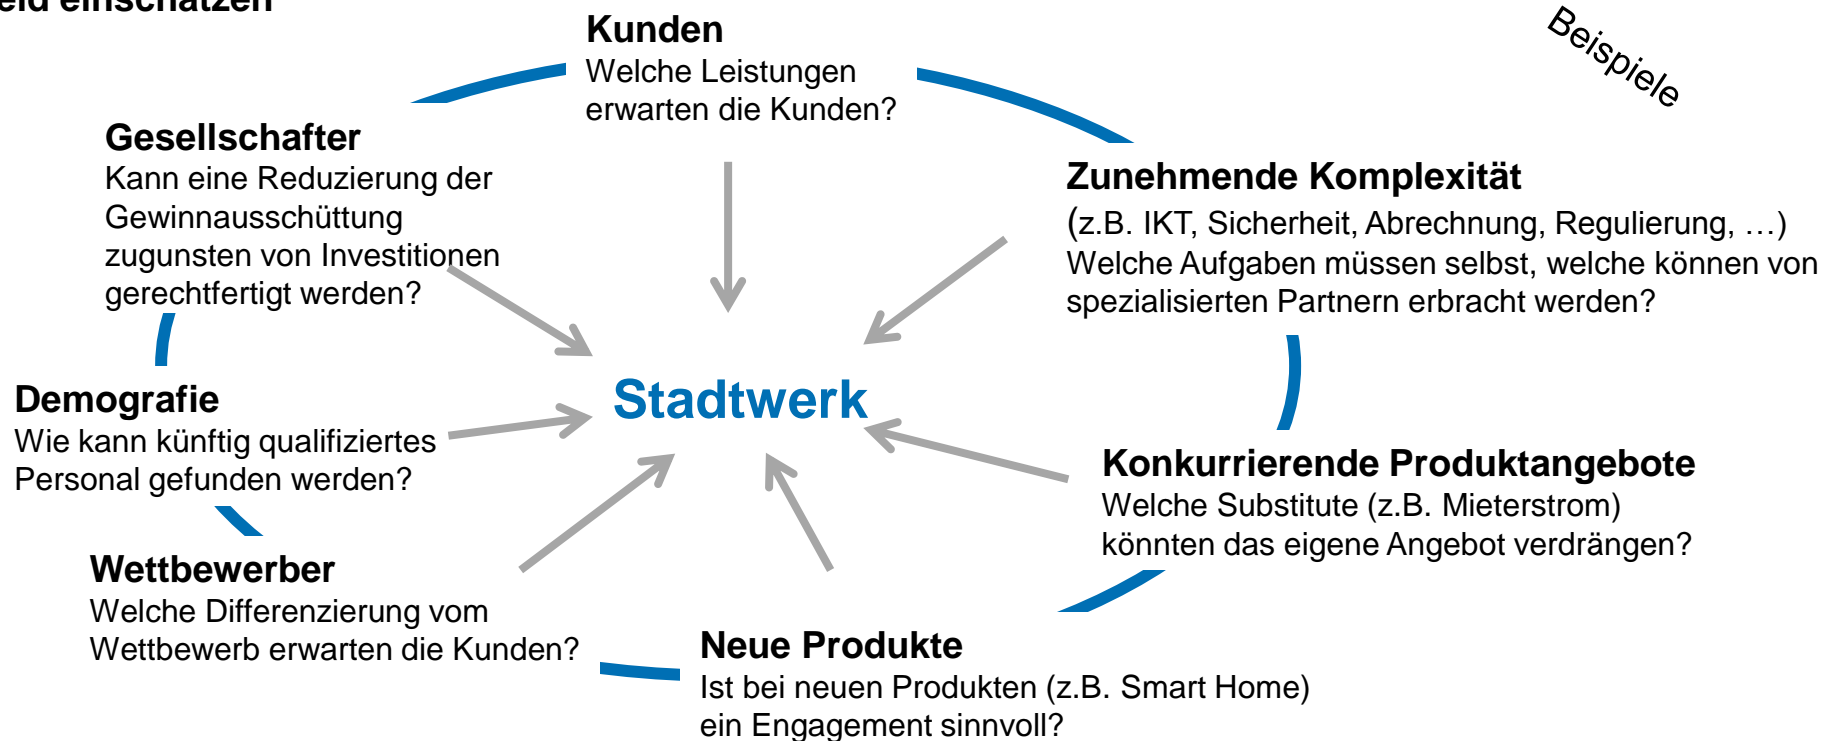 einschätzen
Beispiele
Kunden
Welche Leistungen
erwarten die Kunden?
Gesellschafter
Kann eine Reduzierung der
Gewinnausschüttung
zugunsten von Investitionen
gerechtfertigt werden?
Zunehmende Komplexität
(z.B. IKT, Sicherheit, Abrechnung, Regulierung, …)
Welche Aufgaben müssen selbst, welche können von
spezialisierten Partnern erbracht werden?
Stadtwerk
Demografie
Wie kann künftig qualifiziertes
Personal gefunden werden?
Konkurrierende Produktangebote
Welche Substitute (z.B. Mieterstrom)
könnten das eigene Angebot verdrängen?
Wettbewerber
Welche Differenzierung vom
Wettbewerb erwarten die Kunden?
Neue Produkte
Ist bei neuen Produkten (z.B. Smart Home)
ein Engagement sinnvoll?